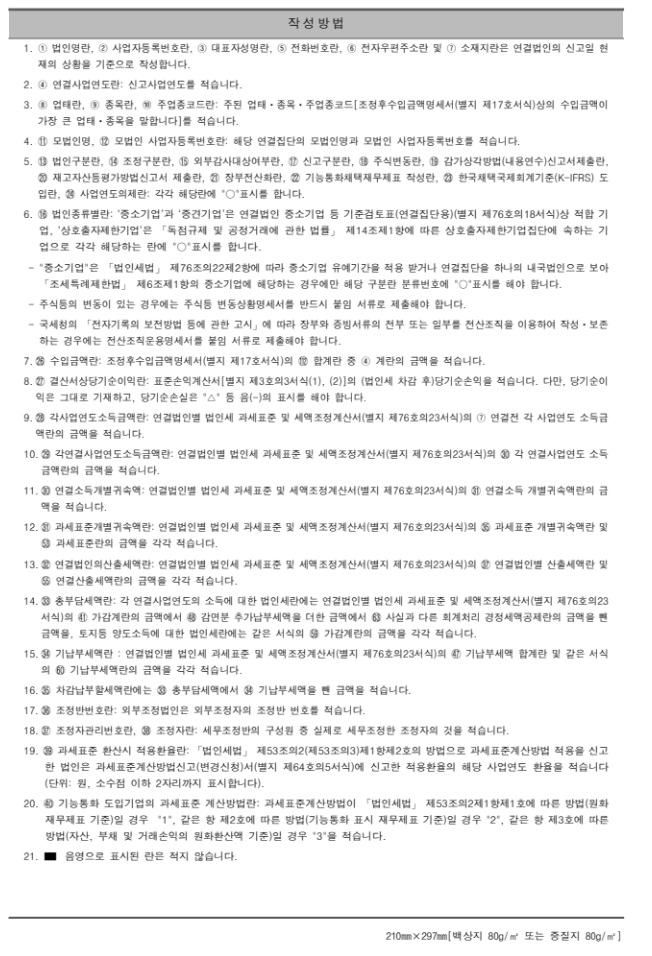 작성방법
1. ① 법인명란, ② 사업자등록번호란, ③ 대표자성명란, ⑤ 전화번호란, ⑥ 전자우편주소란 및 ⑦ 소재지란은 연결법인의 신고일 현
재의 상황을 기준으로 작성합니다.
2. ④ 연결사업연도란: 신고사업연도를 적습니다.
3. ⑧ 업태란, ⑨ 종목란, ⑩ 주업종코드란: 주된 업태·종목·주업종코드[조정후수입금액명세서(별지 제17호서식)상의 수입금액이
가장 큰 업태·종목을 말합니다]를 적습니다.
4. ⑪ 모법인명, ⑫ 모법인 사업자등록번호란: 해당 연결집단의 모법인명과 모법인 사업자등록번호를 적습니다.
5. ⑬ 법인구분란, ⑭ 조정구분란, ⑮ 외부감사대상여부란, ⑰ 신고구분란, ⑱ 주식변동란, ⑲ 감가상각방법(내용연수)신고서제출란,
⑳ 재고자산등평가방법신고서 제출란, ㉑ 장부전산화란, ㉒ 기능통화채택재무제표 작성란, ㉓ 한국채택국제회계기준(K-IFRS) 도
입란, ㉔ 사업연도의제란: 각각 해당란에 "○"표시를 합니다.
6. ⑯ 법인종류별란: '중소기업'과 '중견기업'은 연결법인 중소기업 등 기준검토표(연결집단용)(별지 제76호의18서식)상 적합 기
업, '상호출자제한기업'은 「독점규제 및 공정거래에 관한 법률」 제14조제1항에 따른 상호출자제한기업집단에 속하는 기
업으로 각각 해당하는 란에 "○"표시를 합니다.
- "중소기업"은 「법인세법」 제76조의22제2항에 따라 중소기업 유예기간을 적용 받거나 연결집단을 하나의 내국법인으로 보아
「조세특례제한법」 제6조제1항의 중소기업에 해당하는 경우에만 해당 구분란 분류번호에 "○"표시를 해야 합니다.
- 주식등의 변동이 있는 경우에는 주식등 변동상황명세서를 반드시 붙임 서류로 제출해야 합니다.
- 국세청의 「전자기록의 보전방법 등에 관한 고시」에 따라 장부와 증빙서류의 전부 또는 일부를 전산조직을 이용하여 작성·보존
하는 경우에는 전산조직운용명세서를 붙임 서류로 제출해야 합니다.
7. ㉖ 수입금액란: 조정후수입금액명세서(별지 제17호서식)의 ⑫ 합계란 중 ④ 계란의 금액을 적습니다.
8. ㉗ 결산서상당기순이익란: 표준손익계산서[별지 제3호의3서식(1), (2)]의 (법인세 차감 후)당기순손익을 적습니다. 다만, 당기순이
익은 그대로 기재하고, 당기순손실은 "△" 등 음(-)의 표시를 해야 합니다.
9. ㉘ 각사업연도소득금액란: 연결법인별 법인세 과세표준 및 세액조정계산서(별지 제76호의23서식)의 ⑦ 연결전 각 사업연도 소득금
액란의 금액을 적습니다.
10. ㉙ 각연결사업연도소득금액란: 연결법인별 법인세 과세표준 및 세액조정계산서(별지 제76호의23서식)의 ㉚ 각 연결사업연도 소득
금액란의 금액을 적습니다.
11. ㉚ 연결소득개별귀속액: 연결법인별 법인세 과세표준 및 세액조정계산서(별지 제76호의23서식)의 ㉛ 연결소득 개별귀속액란의 금
액을 적습니다.
12. ㉛ 과세표준개별귀속액란: 연결법인별 법인세 과세표준 및 세액조정계산서(별지 제76호의23서식)의 ㉟ 과세표준 개별귀속액란 및
㊾ 과세표준란의 금액을 각각 적습니다.
13. ㉜ 연결법인의산출세액란: 연결법인별 법인세 과세표준 및 세액조정계산서(별지 제76호의23서식)의 ㊲ 연결법인별 산출세액란 및
연결산출세액란의 금액을 각각 적습니다.
14. ㉝ 총부담세액란: 각 연결사업연도의 소득에 대한 법인세란에는 연결법인별 법인세 과세표준 및 세액조정계산서(별지 제76호의23
서식)의 ㊶ 가감계란의 금액에서 ㊽ 감면분 추가납부세액을 더한 금액에서 사실과 다른 회계처리 경정세액공제란의 금액을 뺀
금액을, 토지등 양도소득에 대한 법인세란에는 같은 서식의 가감계란의 금액을 각각 적습니다.
15. ㉞ 기납부세액란 : 연결법인별 법인세 과세표준 및 세액조정계산서(별지 제76호의23서식)의 ㊼ 기납부세액 합계란 및 같은 서식
의 기납부세액란의 금액을 각각 적습니다.
16. ㉟ 차감납부할세액란에는 ㉝ 총부담세액에서 ㉞ 기납부세액을 뺀 금액을 적습니다.
17. ㊱ 조정반번호란: 외부조정법인은 외부조정자의 조정반 번호를 적습니다.
18. ㊲ 조정자관리번호란, ㊳ 조정자란: 세무조정반의 구성원 중 실제로 세무조정한 조정자의 것을 적습니다.
19. ㊴ 과세표준 환산시 적용환율란: 「법인세법」 제53조의2(제53조의3)제1항제2호의 방법으로 과세표준계산방법 적용을 신고
한 법인은 과세표준계산방법신고(변경신청)서(별지 제64호의5서식)에 신고한 적용환율의 해당 사업연도 환율을 적습니다
(단위: 원, 소수점 이하 2자리까지 표시합니다).
20. ㊵ 기능통화 도입기업의 과세표준 계산방법란: 과세표준계산방법이 「법인세법」 제53조의2제1항제1호에 따른 방법(원화
재무제표 기준)일 경우 "1", 같은 항 제2호에 따른 방법(기능통화 표시 재무제표 기준)일 경우 "2", 같은 항 제3호에 따른
방법(자산, 부채 및 거래손익의 원화환산액 기준)일 경우 "3"을 적습니다.
21. ■ 음영으로 표시된 란은 적지 않습니다.
210㎜×297㎜[백상지 80g/㎡ 또는 중질지 80g/㎡]